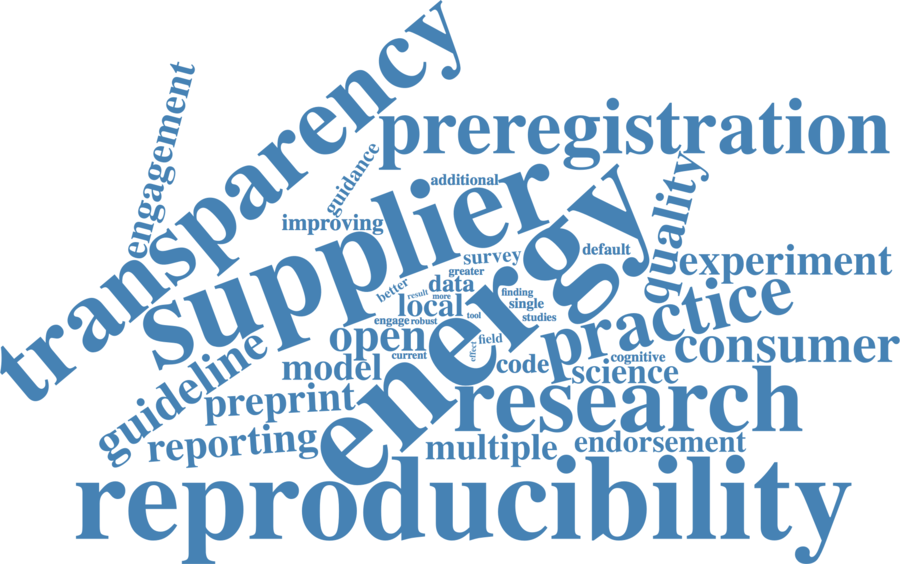 transparency
engagement
preregistration
guidance
additional
improving
supplier
quality
survey
default
greater
energy
experiment
better
data
result
more
finding
local
single
tool
studies
engage
robust
practice
open
field
consumer
guideline
current
effect
cognitive
model
code
science
preprint
research
reporting
multiple
endorsement
reproducibility